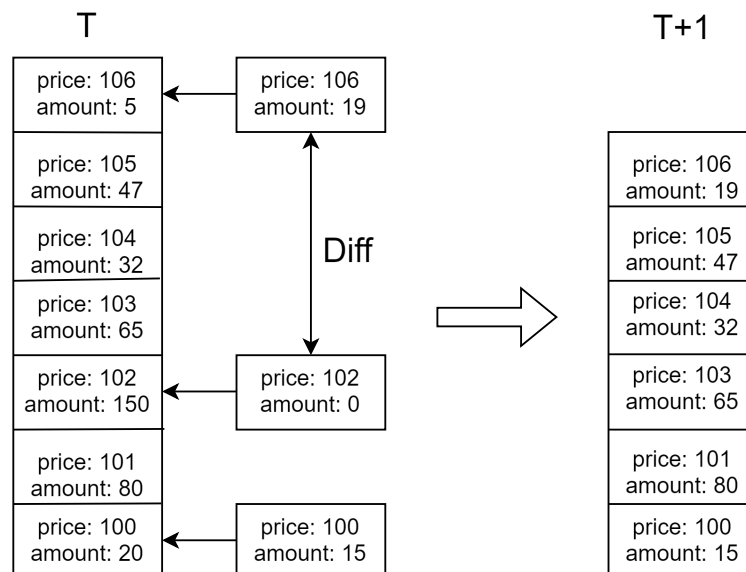 T
price: 106
amount: 5
price: 105
amount: 47
price: 104
amount: 32
price: 103
amount: 65
price: 102
amount: 150
price: 101
amount: 80
price: 100
amount: 20
price: 106
amount: 19
Diff
price: 102
amount: 0
price: 100
amount: 15
T+1
price: 106
amount: 19
price: 105
amount: 47
price: 104
amount: 32
price: 103
amount: 65
price: 101
amount: 80
price: 100
amount: 15